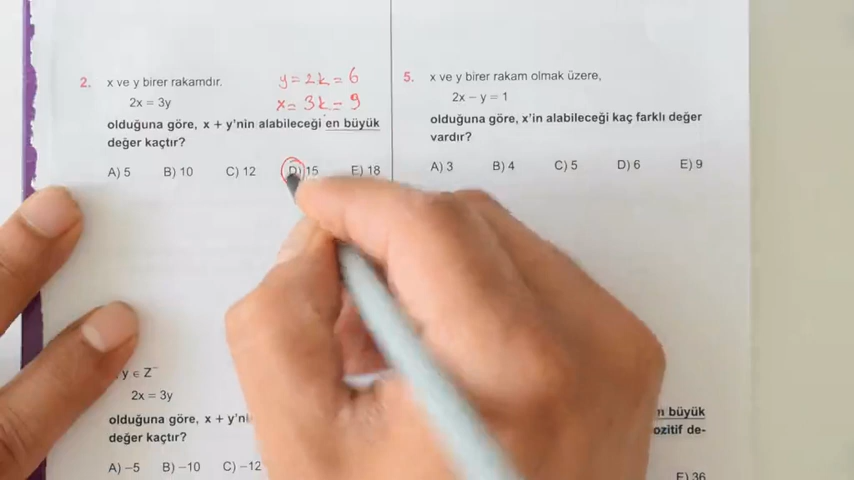 2. x ve y birer rakamdır.
2x = 3y
y = 2k = 6
x = 3k = 9
olduğuna göre, x + y'nin alabileceği en büyük
değer kaçtır?
A) 5 B) 10 C) 12 D) 15 E) 18
5. x ve y birer rakam olmak üzere,
2x − y = 1
olduğuna göre, x'in alabileceği kaç farklı değer
vardır?
A) 3 B) 4 C) 5 D) 6 E) 9
y ∈ Z⁻
2x = 3y
olduğuna göre, x + y'ni
değer kaçtır?
A) −5 B) −10 C) −12
büyük
ozitif de-
E) 36